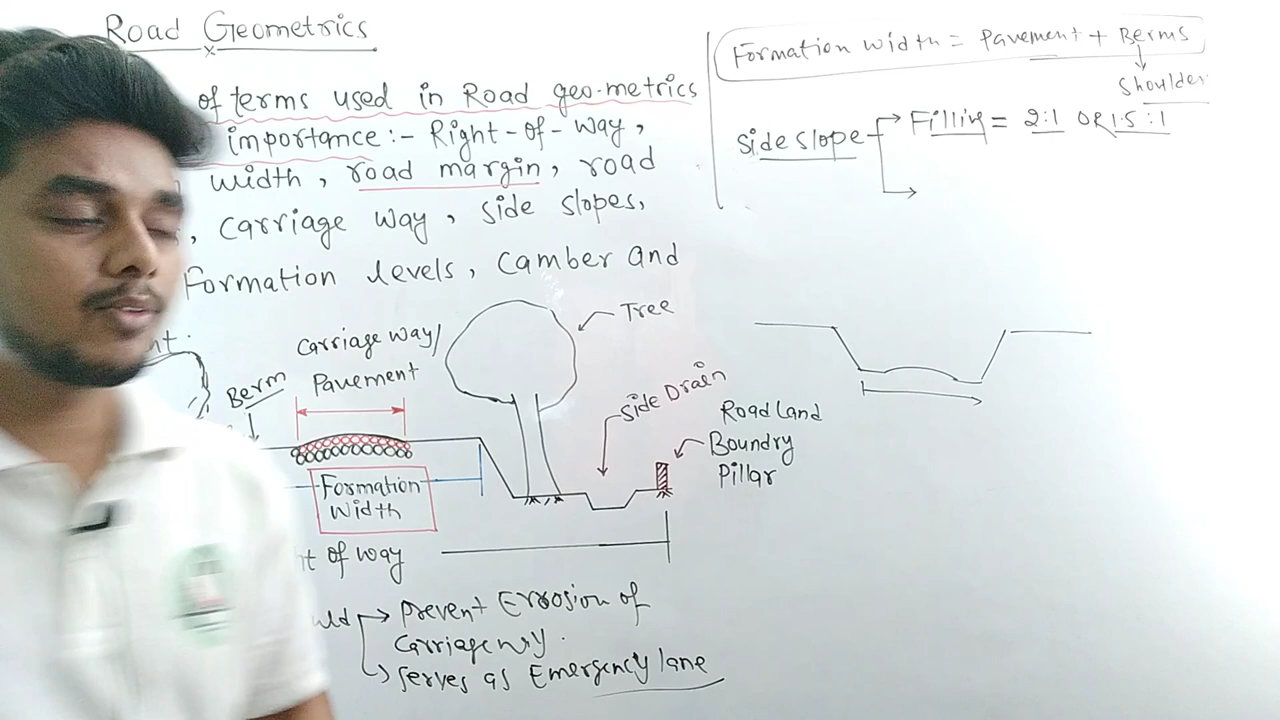 Road Geometrics
of terms used in Road geo-metrics
importance:- Right-of-way,
width, road margin, road
, carriage way, side slopes,
Formation levels, camber and
nt.
Formation width = Pavement + Berms
Shoulder
Side slope
Filling = 2:1 OR 1.5:1
Tree
Carriage way/
Pavement
Berm
Side Drain
Road Land
Boundry
Pillar
Formation
Width
ht of way
uld
Prevent Errosion of
Carriageway.
Serves as Emergency lane